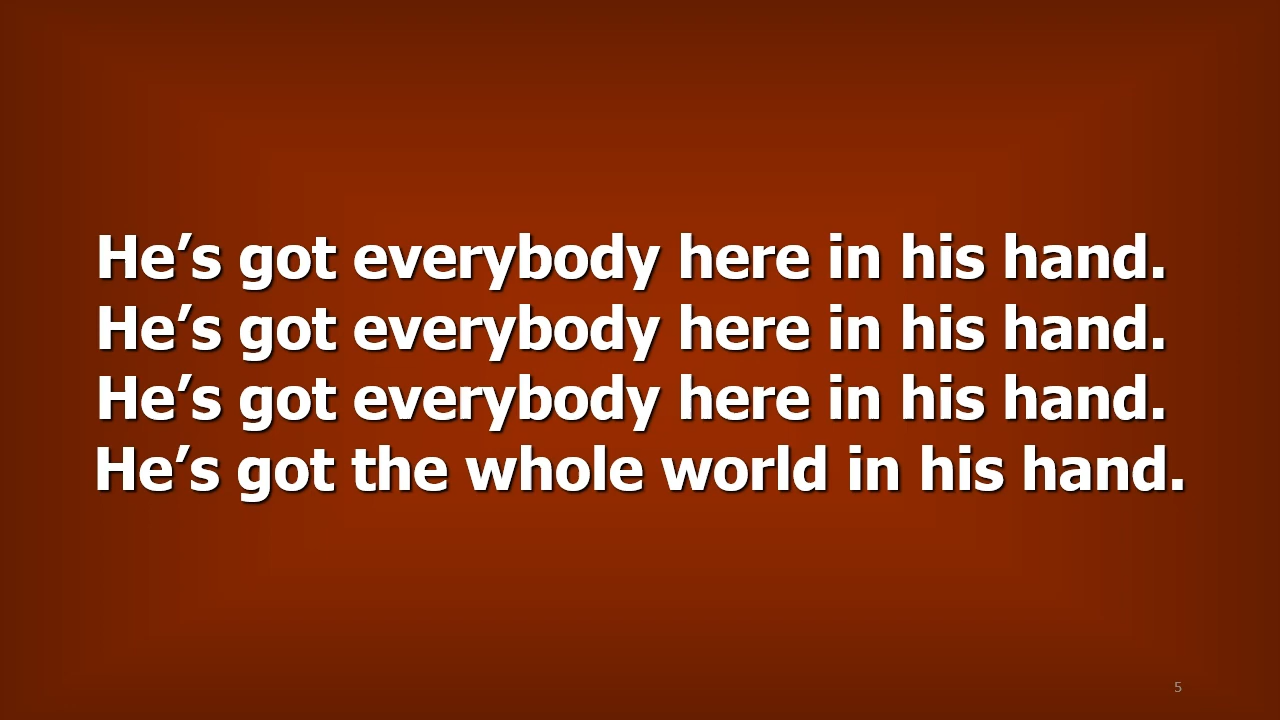 He’s got everybody here in his hand.
He’s got everybody here in his hand.
He’s got everybody here in his hand.
He’s got the whole world in his hand.
5